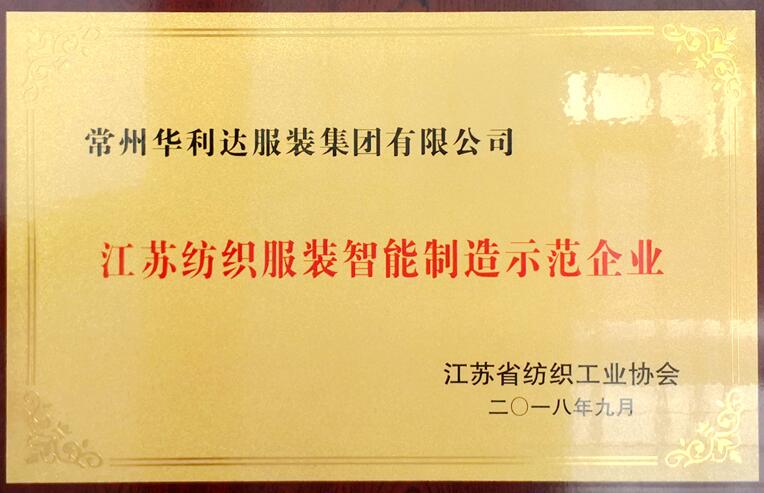 常州华利达服装集团有限公司
江苏纺织服装智能制造示范企业
江苏省纺织工业协会
二〇一八年九月